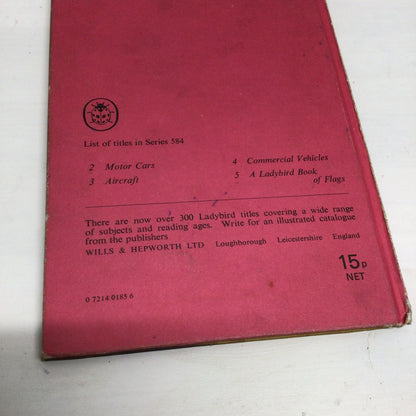 List of titles in Series 584
2 Motor Cars
3 Aircraft
4 Commercial Vehicles
5 A Ladybird Book of Flags
There are now over 300 Ladybird titles covering a wide range
of subjects and reading ages. Write for an illustrated catalogue
from the publishers
WILLS & HEPWORTH LTD Loughborough Leicestershire England
15p
NET
0 7214 0185 6